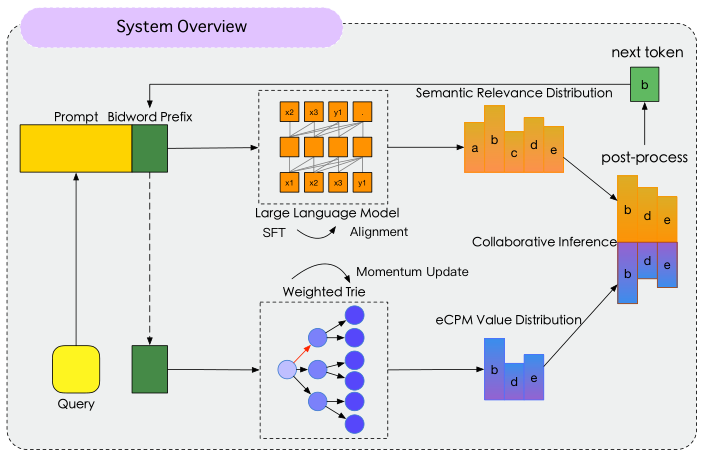 System Overview
next token
b
Semantic Relevance Distribution
Prompt Bidword Prefix
x2 x3 y1 .
a b c d e
post-process
x1 x2 x3 y1
b d e
Large Language Model
SFT Alignment
Collaborative Inference
b d e
Momentum Update
Weighted Trie
eCPM Value Distribution
b d e
Query